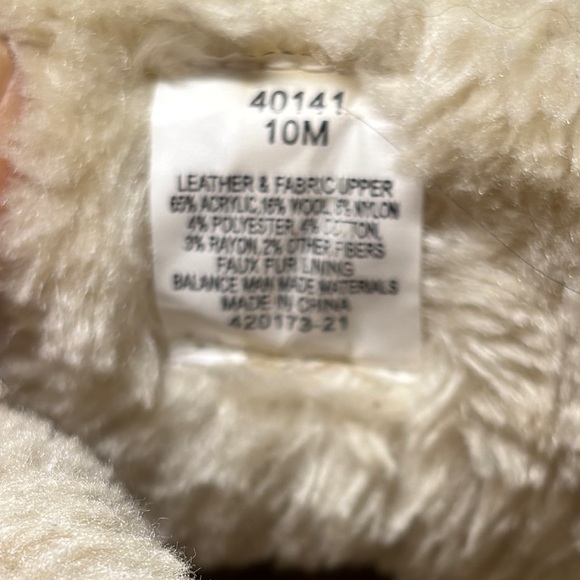 40141
10M
LEATHER & FABRIC UPPER
65% ACRYLIC, 16% WOOL, 6% NYLON
4% POLYESTER, 4% COTTON,
3% RAYON, 2% OTHER FIBERS
FAUX FUR LINING
BALANCE MAN MADE MATERIALS
MADE IN CHINA
420173-21